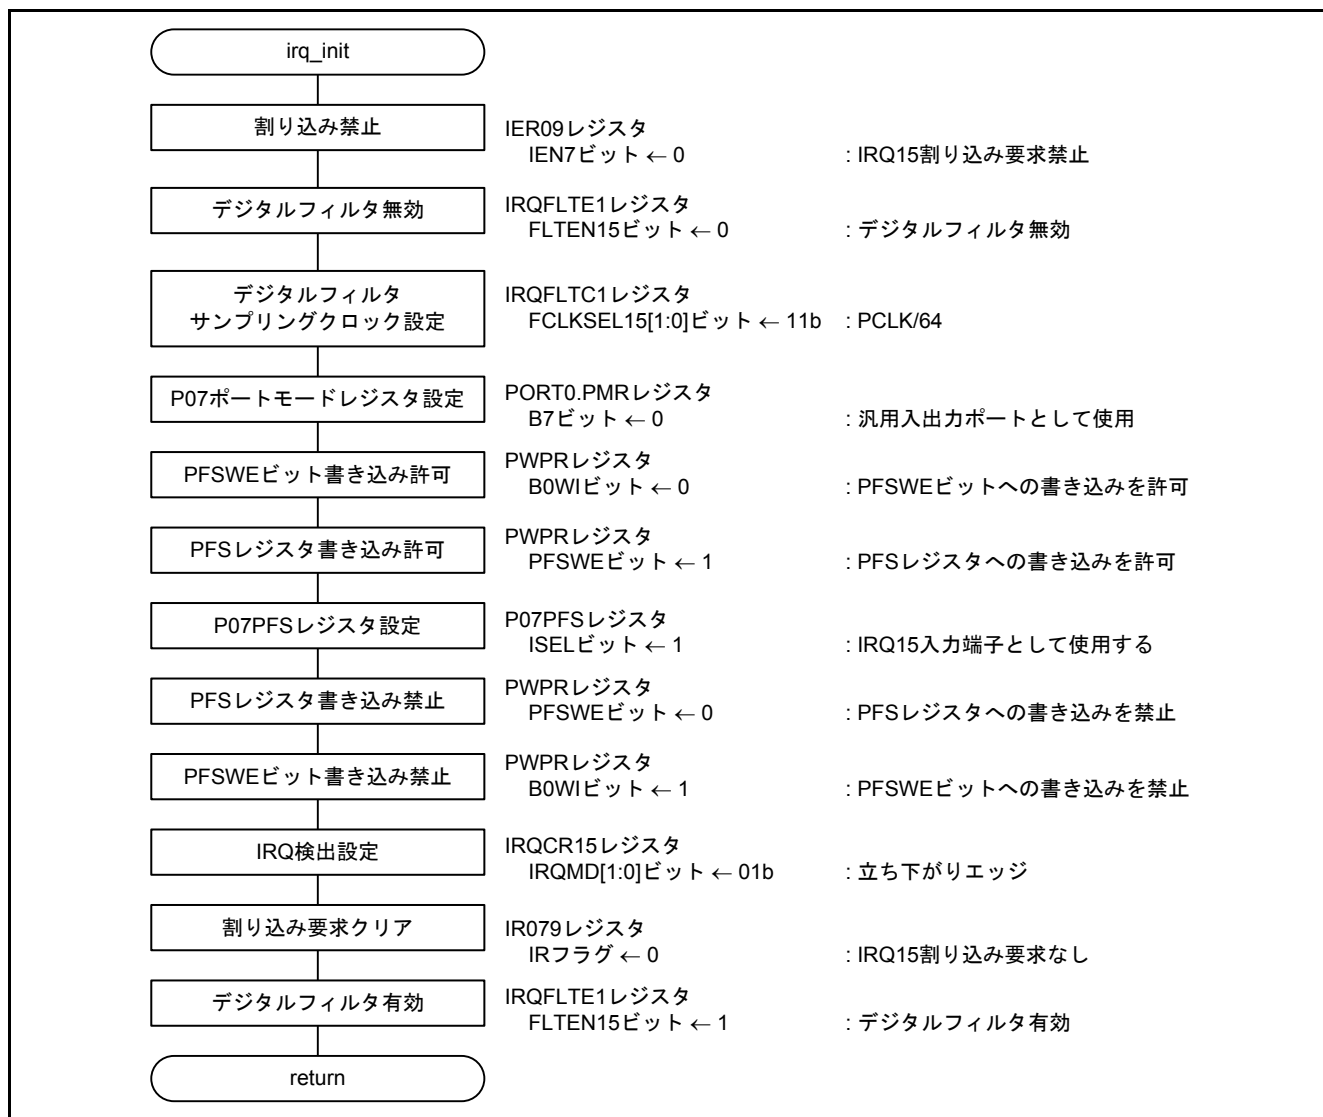 irq_init
割り込み禁止
IER09レジスタ
IEN7ビット ← 0 : IRQ15割り込み要求禁止
デジタルフィルタ無効
IRQFLTE1レジスタ
FLTEN15ビット ← 0 : デジタルフィルタ無効
デジタルフィルタ
サンプリングクロック設定
IRQFLTC1レジスタ
FCLKSEL15[1:0]ビット ← 11b : PCLK/64
P07ポートモードレジスタ設定
PORT0.PMRレジスタ
B7ビット ← 0 : 汎用入出力ポートとして使用
PFSWEビット書き込み許可
PWPRレジスタ
B0WIビット ← 0 : PFSWEビットへの書き込みを許可
PFSレジスタ書き込み許可
PWPRレジスタ
PFSWEビット ← 1 : PFSレジスタへの書き込みを許可
P07PFSレジスタ設定
P07PFSレジスタ
ISELビット ← 1 : IRQ15入力端子として使用する
PFSレジスタ書き込み禁止
PWPRレジスタ
PFSWEビット ← 0 : PFSレジスタへの書き込みを禁止
PFSWEビット書き込み禁止
PWPRレジスタ
B0WIビット ← 1 : PFSWEビットへの書き込みを禁止
IRQ検出設定
IRQCR15レジスタ
IRQMD[1:0]ビット ← 01b : 立ち下がりエッジ
割り込み要求クリア
IR079レジスタ
IRフラグ ← 0 : IRQ15割り込み要求なし
デジタルフィルタ有効
IRQFLTE1レジスタ
FLTEN15ビット ← 1 : デジタルフィルタ有効
return